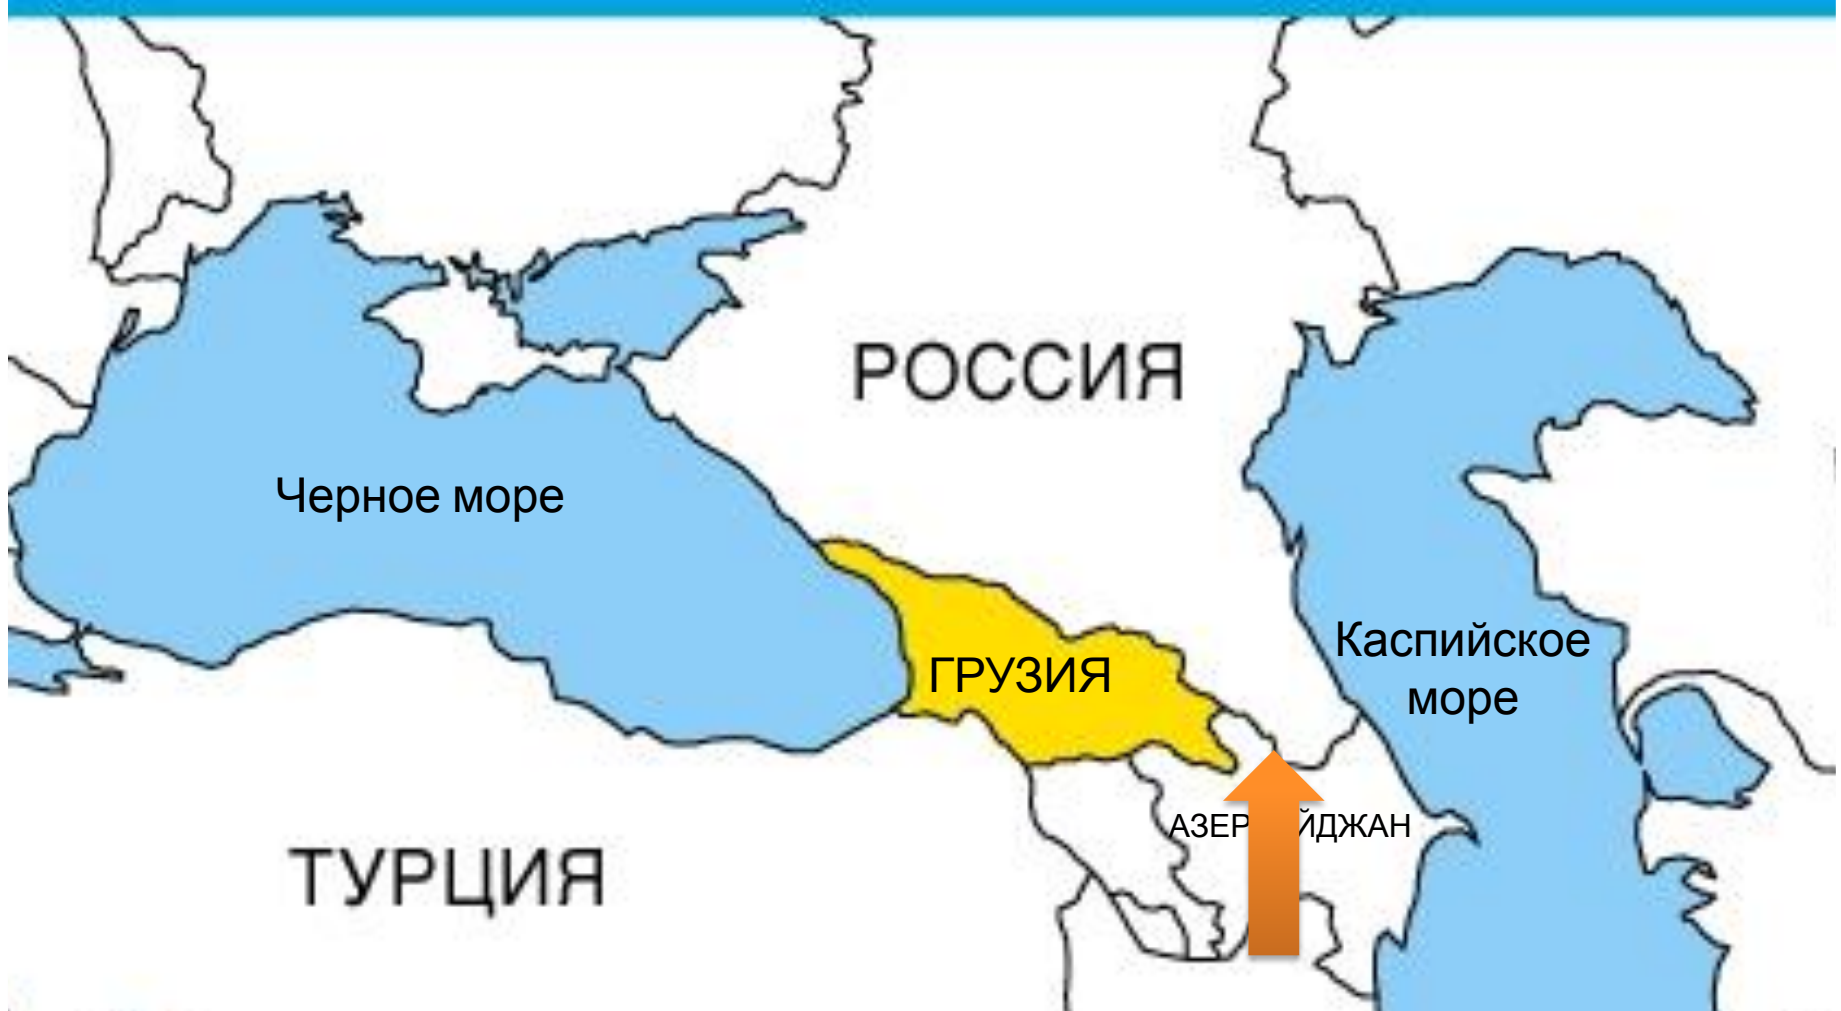 РОССИЯ
Черное море
Каспийское
море
ГРУЗИЯ
АЗЕР ЙДЖАН
ТУРЦИЯ